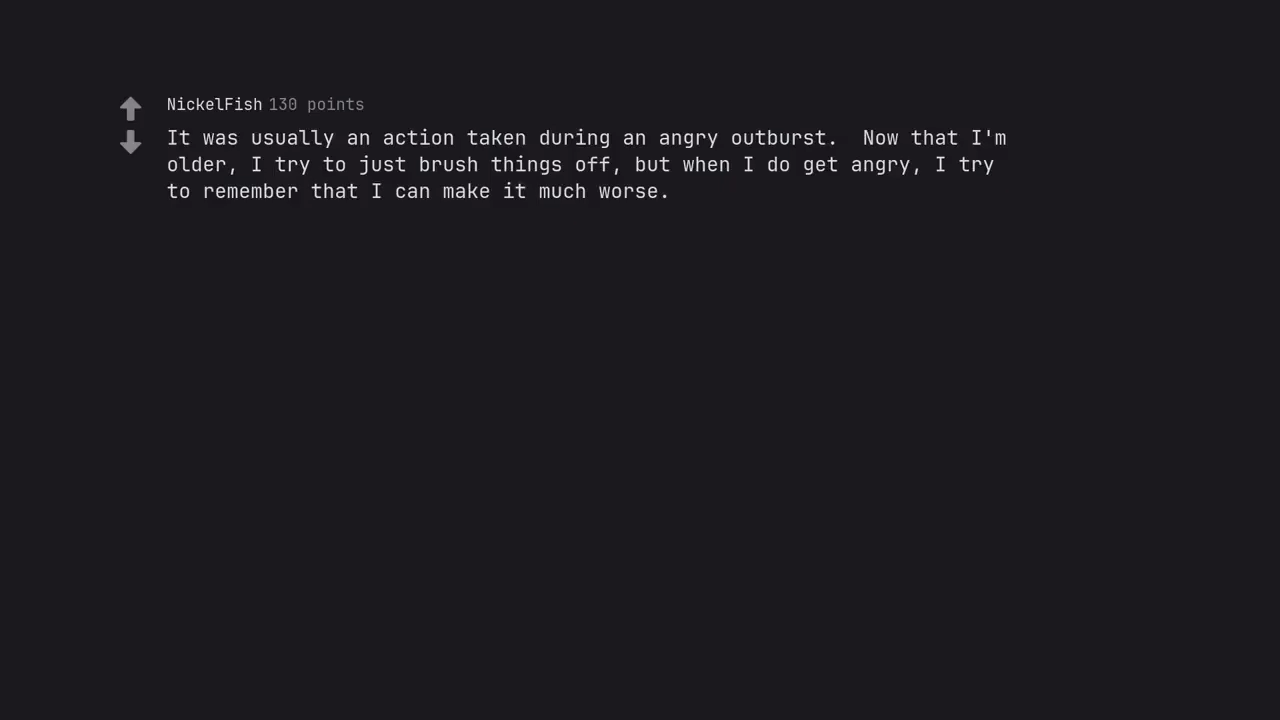 NickelFish 130 points
It was usually an action taken during an angry outburst.  Now that I'm
older, I try to just brush things off, but when I do get angry, I try
to remember that I can make it much worse.